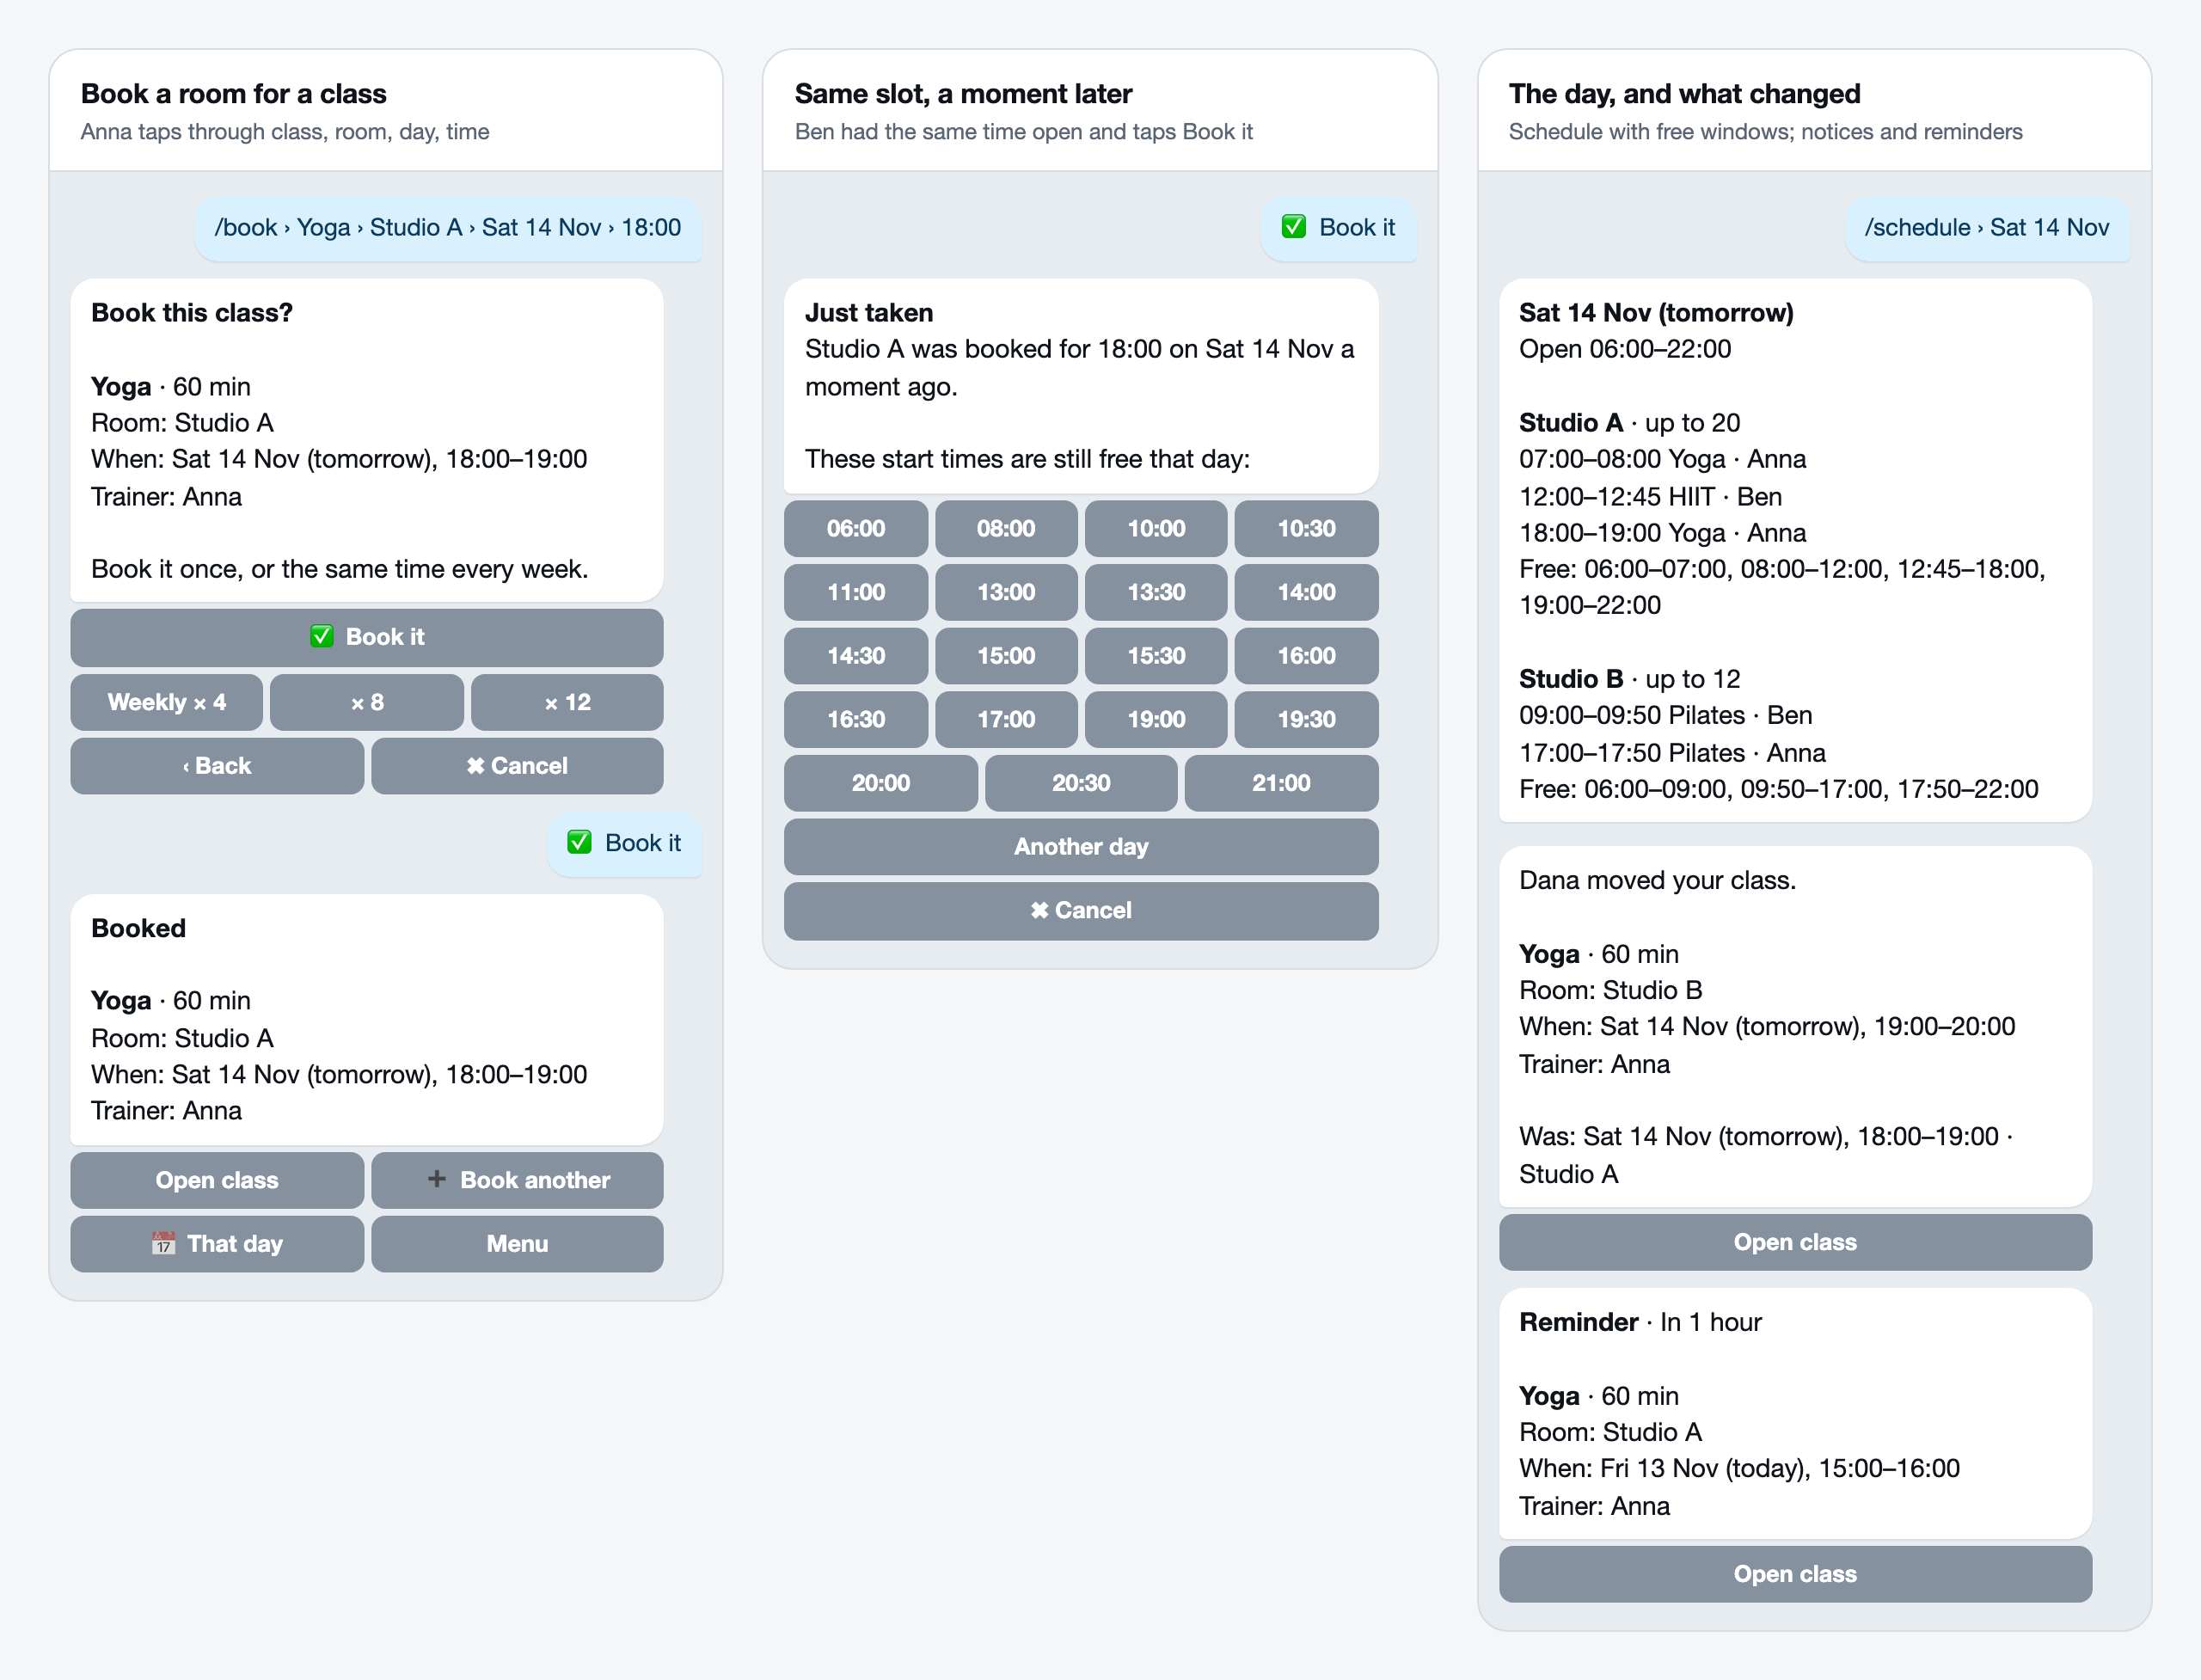 Book a room for a class
Anna taps through class, room, day, time
/book › Yoga › Studio A › Sat 14 Nov › 18:00
Book this class?
Yoga · 60 min
Room: Studio A
When: Sat 14 Nov (tomorrow), 18:00–19:00
Trainer: Anna
Book it once, or the same time every week.
✅ Book it
Weekly × 4
× 8
× 12
‹ Back
✖ Cancel
✅ Book it
Booked
Yoga · 60 min
Room: Studio A
When: Sat 14 Nov (tomorrow), 18:00–19:00
Trainer: Anna
Open class
➕ Book another
📅 That day
Menu
Same slot, a moment later
Ben had the same time open and taps Book it
✅ Book it
Just taken
Studio A was booked for 18:00 on Sat 14 Nov a
moment ago.
These start times are still free that day:
06:00 08:00 10:00 10:30
11:00 13:00 13:30 14:00
14:30 15:00 15:30 16:00
16:30 17:00 19:00 19:30
20:00 20:30 21:00
Another day
✖ Cancel
The day, and what changed
Schedule with free windows; notices and reminders
/schedule › Sat 14 Nov
Sat 14 Nov (tomorrow)
Open 06:00–22:00
Studio A · up to 20
07:00–08:00 Yoga · Anna
12:00–12:45 HIIT · Ben
18:00–19:00 Yoga · Anna
Free: 06:00–07:00, 08:00–12:00, 12:45–18:00,
19:00–22:00
Studio B · up to 12
09:00–09:50 Pilates · Ben
17:00–17:50 Pilates · Anna
Free: 06:00–09:00, 09:50–17:00, 17:50–22:00
Dana moved your class.
Yoga · 60 min
Room: Studio B
When: Sat 14 Nov (tomorrow), 19:00–20:00
Trainer: Anna
Was: Sat 14 Nov (tomorrow), 18:00–19:00 ·
Studio A
Open class
Reminder · In 1 hour
Yoga · 60 min
Room: Studio A
When: Fri 13 Nov (today), 15:00–16:00
Trainer: Anna
Open class